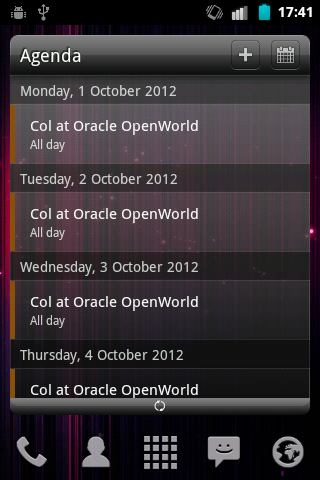 17:41
Agenda
Monday, 1 October 2012
Col at Oracle OpenWorld
All day
Tuesday, 2 October 2012
Col at Oracle OpenWorld
All day
Wednesday, 3 October 2012
Col at Oracle OpenWorld
All day
Thursday, 4 October 2012
Col at Oracle OpenWorld